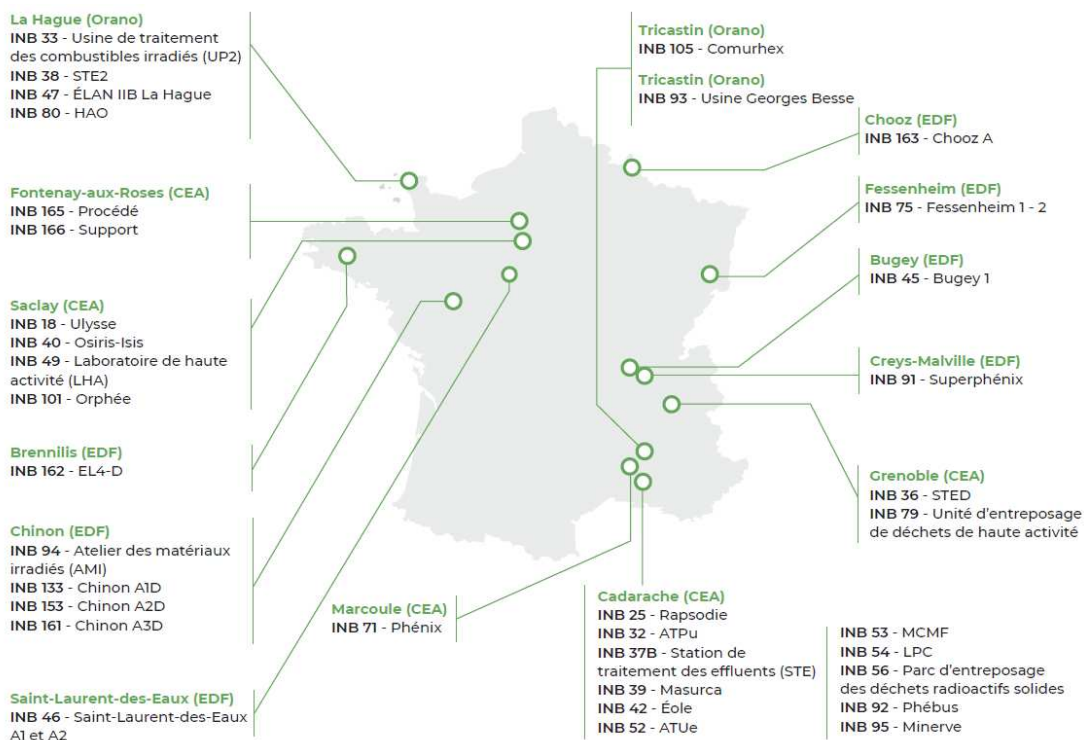 La Hague (Orano)
INB 33 - Usine de traitement
des combustibles irradiés (UP2)
INB 38 - STE2
INB 47 - ÉLAN IIB La Hague
INB 80 - HAO
Fontenay-aux-Roses (CEA)
INB 165 - Procédé
INB 166 - Support
Saclay (CEA)
INB 18 - Ulysse
INB 40 - Osiris-Isis
INB 49 - Laboratoire de haute
activité (LHA)
INB 101 - Orphée
Brennilis (EDF)
INB 162 - EL4-D
Chinon (EDF)
INB 94 - Atelier des matériaux
irradiés (AMI)
INB 133 - Chinon A1D
INB 153 - Chinon A2D
INB 161 - Chinon A3D
Saint-Laurent-des-Eaux (EDF)
INB 46 - Saint-Laurent-des-Eaux
A1 et A2
Tricastin (Orano)
INB 105 - Comurhex
Tricastin (Orano)
INB 93 - Usine Georges Besse
Chooz (EDF)
INB 163 - Chooz A
Fessenheim (EDF)
INB 75 - Fessenheim 1 - 2
Bugey (EDF)
INB 45 - Bugey 1
Creys-Malville (EDF)
INB 91 - Superphénix
Grenoble (CEA)
INB 36 - STED
INB 79 - Unité d'entreposage
de déchets de haute activité
Marcoule (CEA)
INB 71 - Phénix
Cadarache (CEA)
INB 25 - Rapsodie
INB 32 - ATPu
INB 37B - Station de
traitement des effluents (STE)
INB 39 - Masurca
INB 42 - Éole
INB 52 - ATUe
INB 53 - MCMF
INB 54 - LPC
INB 56 - Parc d'entreposage
des déchets radioactifs solides
INB 92 - Phébus
INB 95 - Minerve